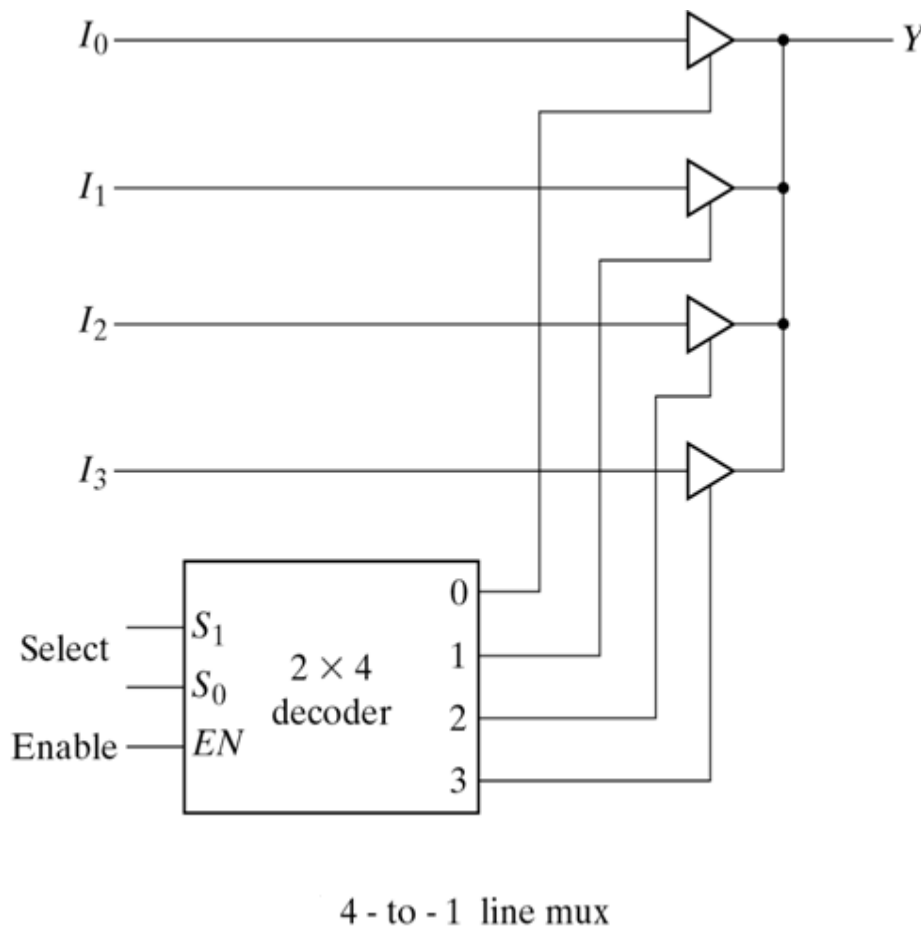 I₀
Y
I₁
I₂
I₃
0
S₁
Select
1
2 × 4
S₀
decoder
2
Enable
EN
3
4 - to - 1 line mux